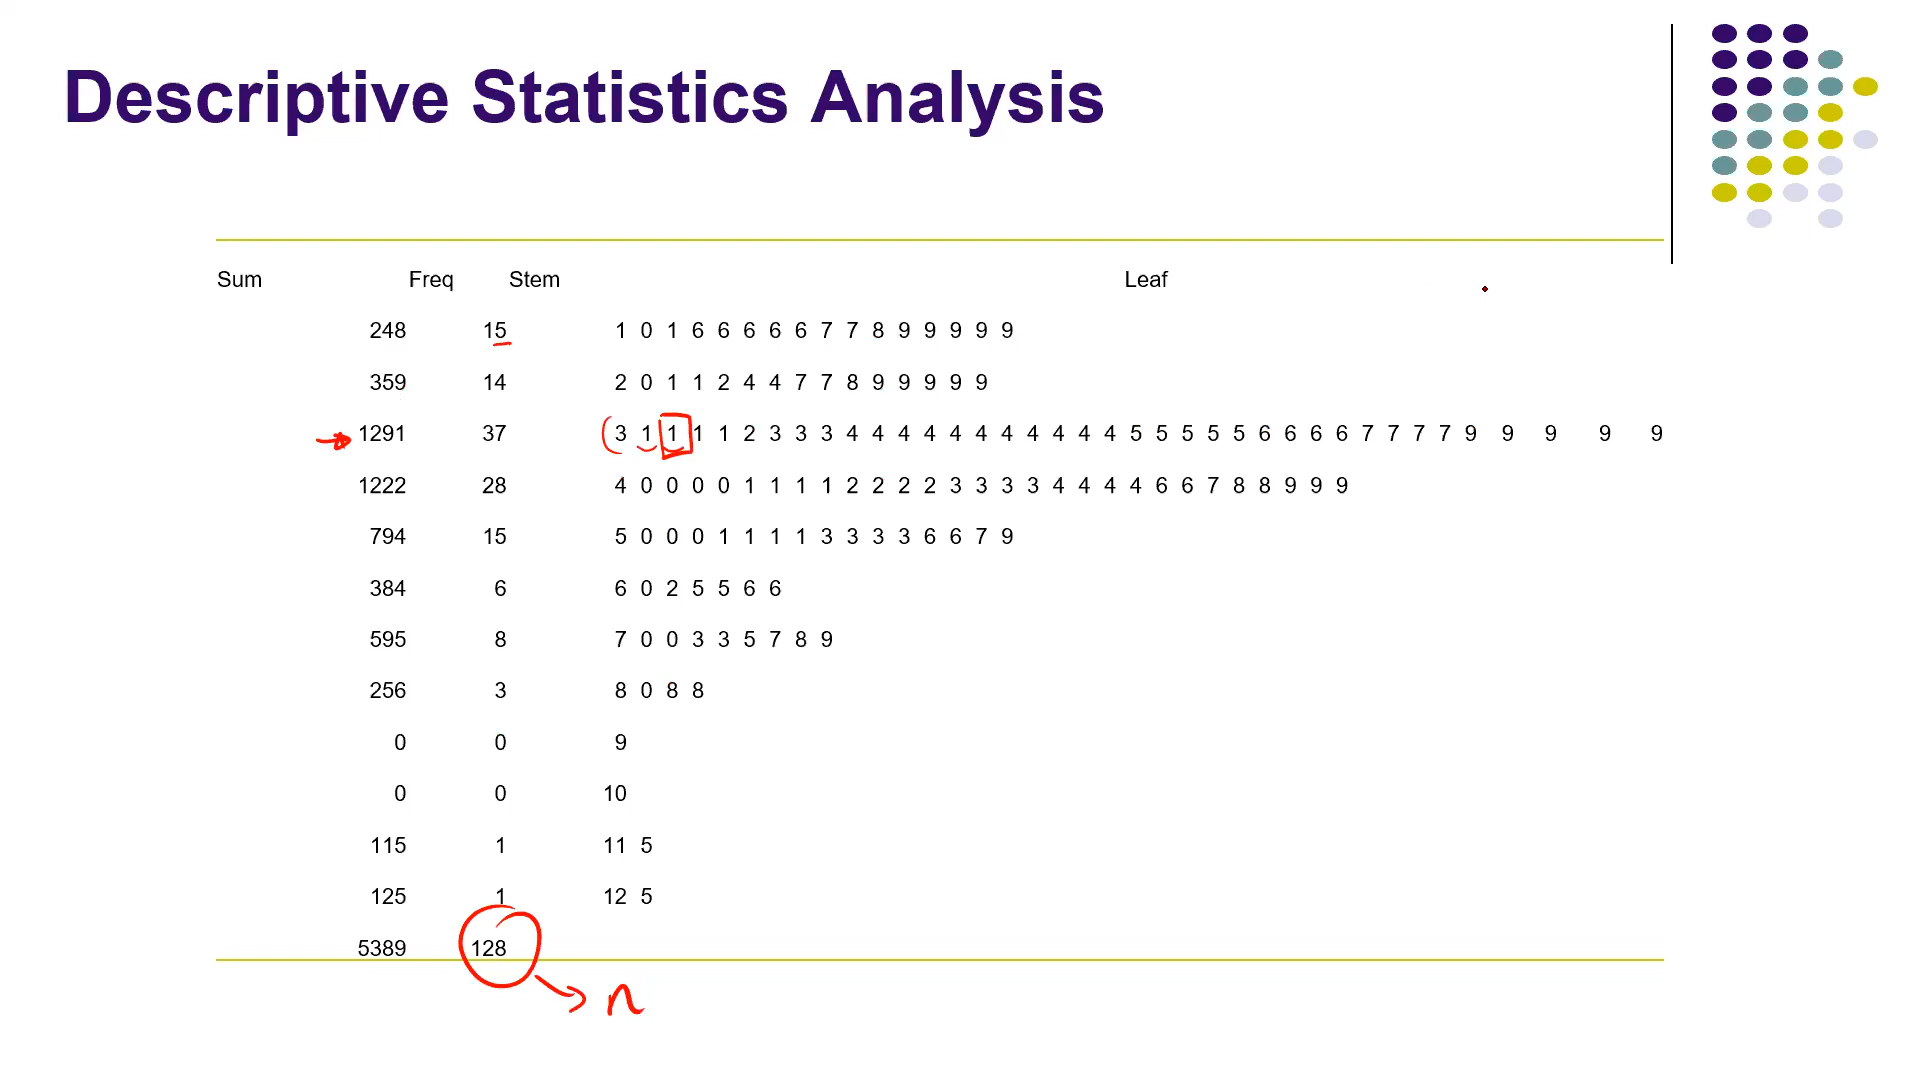 Descriptive Statistics Analysis
Sum Freq Stem Leaf
248 15 1 0 1 6 6 6 6 6 7 7 8 9 9 9 9 9
359 14 2 0 1 1 2 4 4 7 7 8 9 9 9 9 9
1291 37 3 1 1 1 1 2 3 3 3 4 4 4 4 4 4 4 4 4 4 4 5 5 5 5 5 6 6 6 6 7 7 7 7 9 9 9 9 9
1222 28 4 0 0 0 0 1 1 1 1 2 2 2 2 3 3 3 3 4 4 4 4 6 6 7 8 8 9 9 9
794 15 5 0 0 0 1 1 1 1 3 3 3 3 6 6 7 9
384 6 6 0 2 5 5 6 6
595 8 7 0 0 3 3 5 7 8 9
256 3 8 0 8 8
0 0 9
0 0 10
115 1 11 5
125 1 12 5
5389 128
n